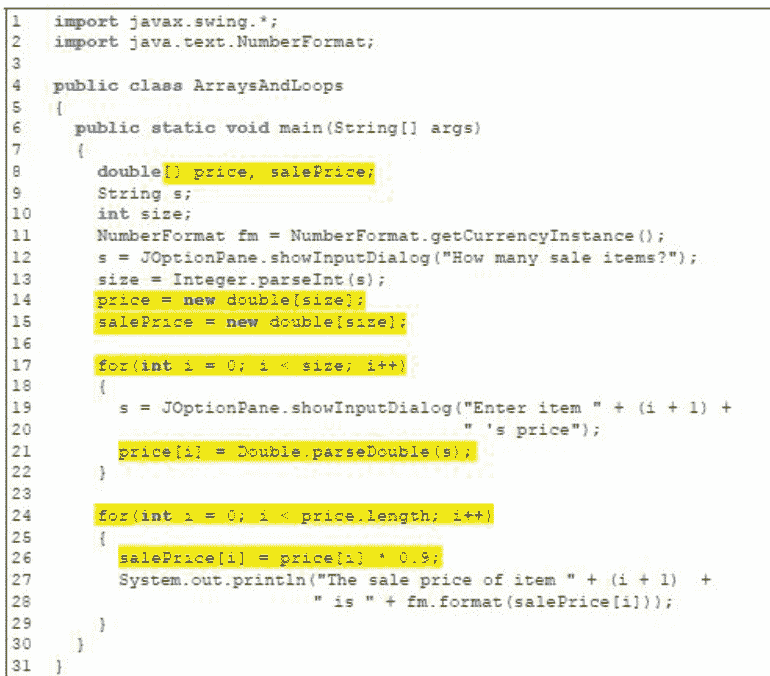 1 import javax.swing.*;
2 import java.text.NumberFormat;
3
4 public class ArraysAndLoops
5 {
6 public static void main(String[] args)
7 {
8 double[] price, salePrice;
9 String s;
10 int size;
11 NumberFormat fm = NumberFormat.getCurrencyInstance();
12 s = JOptionPane.showInputDialog("How many sale items?");
13 size = Integer.parseInt(s);
14 price = new double[size];
15 salePrice = new double[size];
16
17 for(int i = 0; i < size; i++)
18 {
19 s = JOptionPane.showInputDialog("Enter item " + (i + 1) +
20 " 's price");
21 price[i] = Double.parseDouble(s);
22 }
23
24 for(int i = 0; i < price.length; i++)
25 {
26 salePrice[i] = price[i] * 0.9;
27 System.out.println("The sale price of item " + (i + 1) +
28 " is " + fm.format(salePrice[i]));
29 }
30 }
31 }